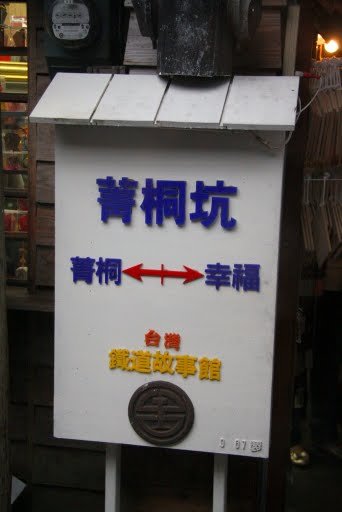 菁桐坑
菁桐 ↔ 幸福
台灣
鐵道故事館